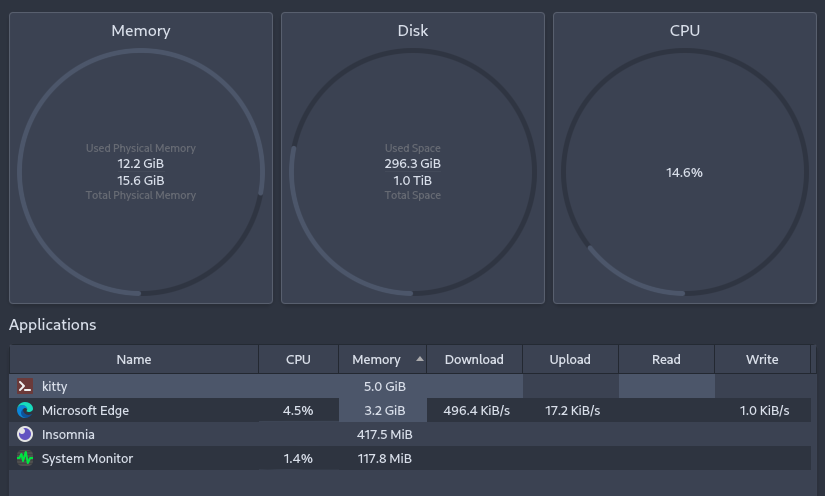 Memory
Used Physical Memory
12.2 GiB
15.6 GiB
Total Physical Memory
Disk
Used Space
296.3 GiB
1.0 TiB
Total Space
CPU
14.6%
Applications
Name CPU Memory Download Upload Read Write
kitty 5.0 GiB
Microsoft Edge 4.5% 3.2 GiB 496.4 KiB/s 17.2 KiB/s 1.0 KiB/s
Insomnia 417.5 MiB
System Monitor 1.4% 117.8 MiB